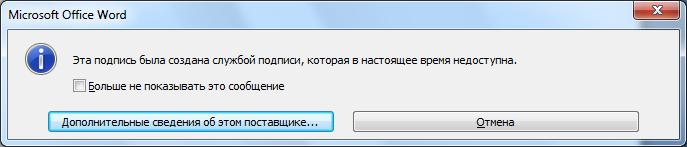 Microsoft Office Word
Эта подпись была создана службой подписи, которая в настоящее время недоступна.
Больше не показывать это сообщение
Дополнительные сведения об этом поставщике...
Отмена